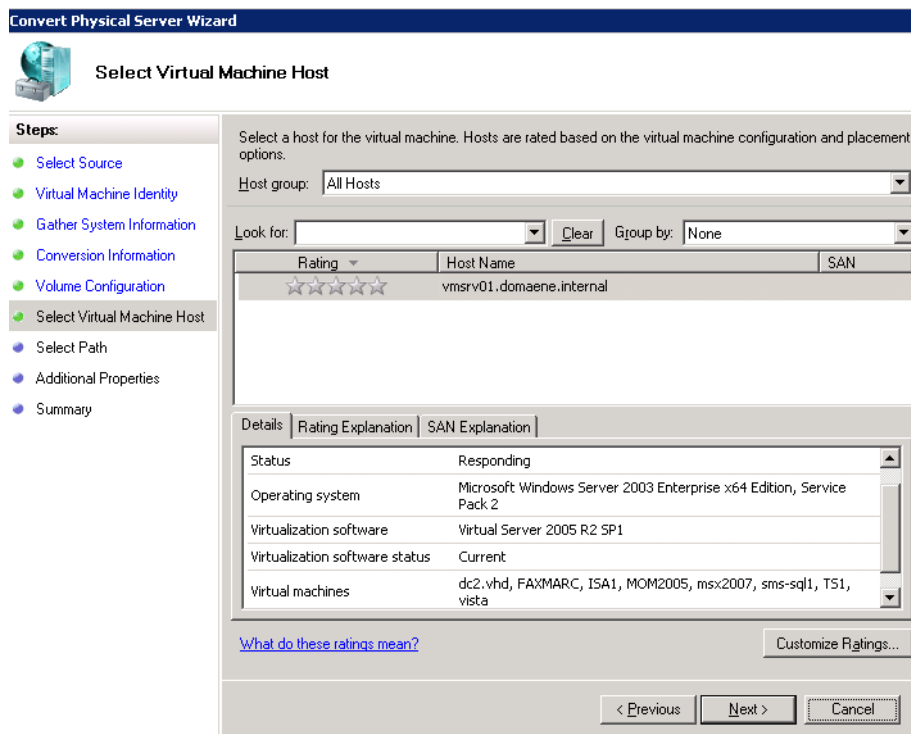 Convert Physical Server Wizard
Select Virtual Machine Host
Steps:
Select Source
Virtual Machine Identity
Gather System Information
Conversion Information
Volume Configuration
Select Virtual Machine Host
Select Path
Additional Properties
Summary
Select a host for the virtual machine. Hosts are rated based on the virtual machine configuration and placement
options.
Host group: All Hosts
Look for: Clear Group by: None
Rating Host Name SAN
vmsrv01.domaene.internal
Details Rating Explanation SAN Explanation
Status Responding
Operating system Microsoft Windows Server 2003 Enterprise x64 Edition, Service
Pack 2
Virtualization software Virtual Server 2005 R2 SP1
Virtualization software status Current
Virtual machines dc2.vhd, FAXMARC, ISA1, MOM2005, msx2007, sms-sql1, TS1,
vista
What do these ratings mean? Customize Ratings...
< Previous Next > Cancel